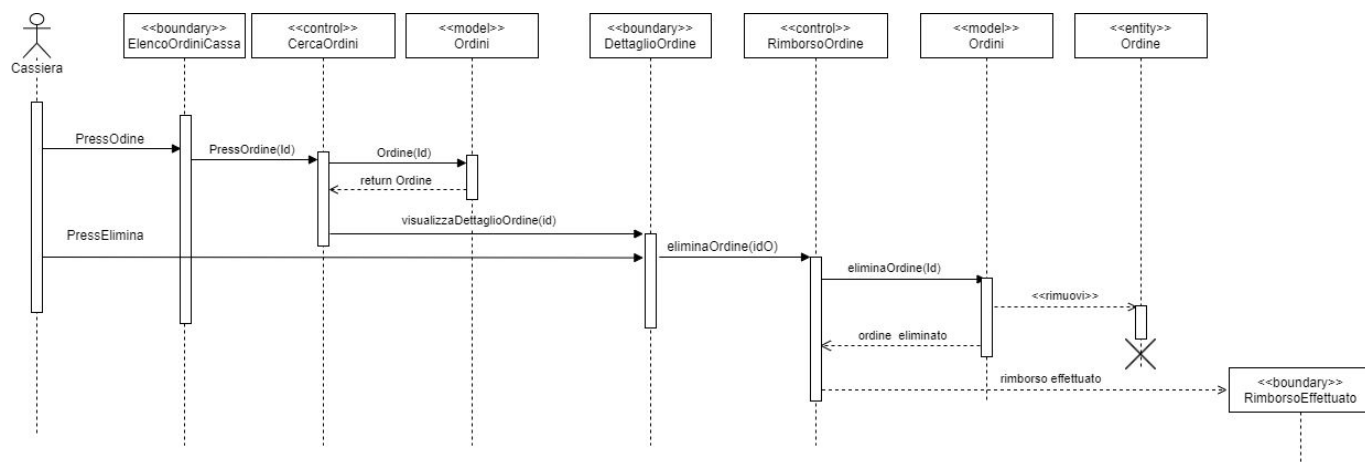 <<boundary>>
ElencoOrdiniCassa
<<control>>
CercaOrdini
<<model>>
Ordini
<<boundary>>
DettaglioOrdine
<<control>>
RimborsoOrdine
<<model>>
Ordini
<<entity>>
Ordine
Cassiera
PressOdine
PressOrdine(Id)
Ordine(Id)
return Ordine
visualizzaDettaglioOrdine(id)
PressElimina
eliminaOrdine(idO)
eliminaOrdine(Id)
<<rimuovi>>
ordine eliminato
rimborso effettuato
<<boundary>>
RimborsoEffettuato